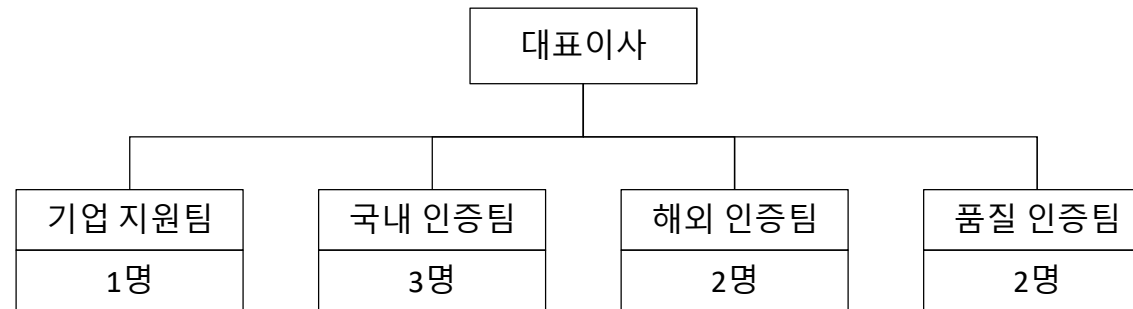 대표이사
기업 지원팀
국내 인증팀
해외 인증팀
품질 인증팀
1명
3명
2명
2명